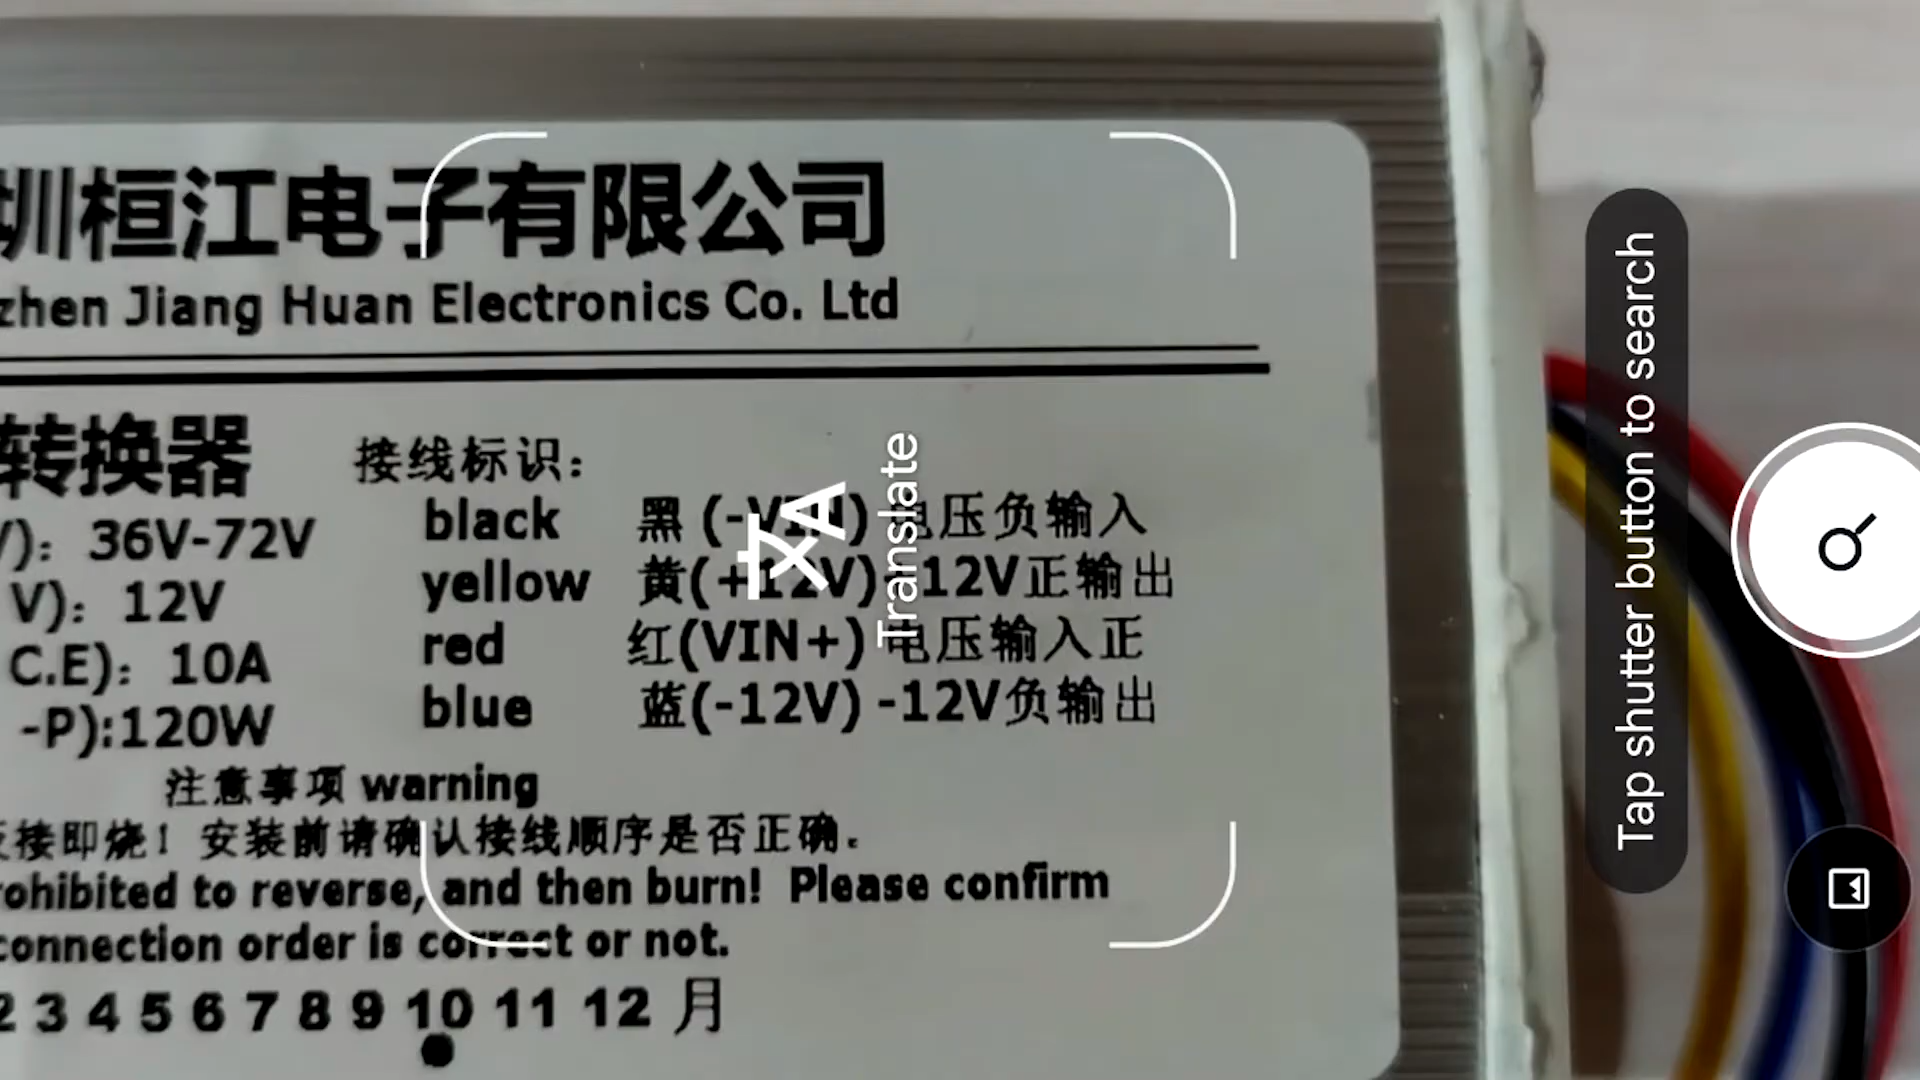 圳桓江电子有限公司
zhen Jiang Huan Electronics Co. Ltd
转换器
接线标识：
V)：36V-72V
black 黑 (-VIN) 电压负输入
V)：12V
yellow 黄(+12V)+12V正输出
C.E)：10A
red 红(VIN+) 电压输入正
-P):120W
blue 蓝(-12V) -12V负输出
注意事项 warning
反接即烧！安装前请确认接线顺序是否正确。
rohibited to reverse, and then burn! Please confirm
connection order is correct or not.
2 3 4 5 6 7 8 9 10 11 12 月
Translate
Tap shutter button to search